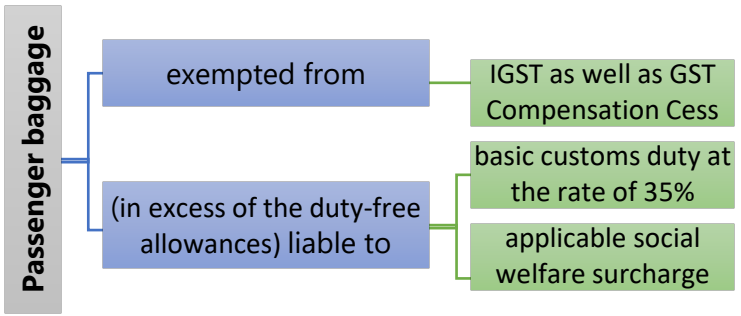 Passenger baggage
exempted from
IGST as well as GST
Compensation Cess
(in excess of the duty-free
allowances) liable to
basic customs duty at
the rate of 35%
applicable social
welfare surcharge